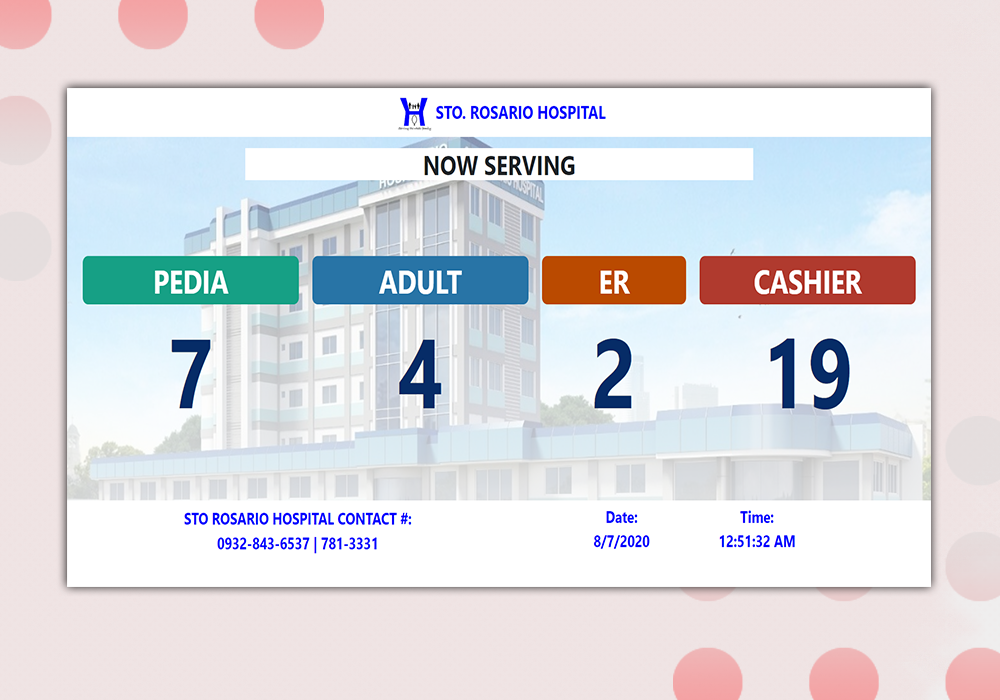 STO. ROSARIO HOSPITAL
NOW SERVING
HOSPITAL
PEDIA ADULT ER CASHIER
7 4 2 19
STO ROSARIO HOSPITAL CONTACT #: Date: Time:
0932-843-6537 | 781-3331 8/7/2020 12:51:32 AM